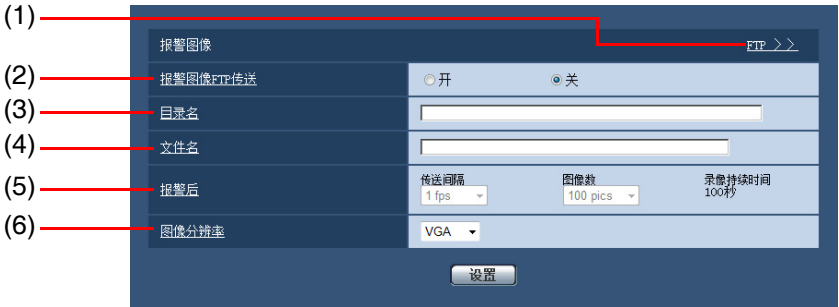 (1)
报警图像 FTP >>
(2) 报警图像FTP传送 开 关
(3) 目录名
(4) 文件名
(5) 报警后 传送间隔 图像数 录像持续时间
1 fps 100 pics 100秒
(6) 图像分辨率 VGA
设置